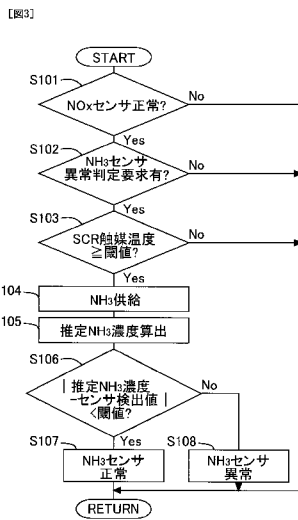 [図3]
START
S101
NOxセンサ正常?
No
Yes
S102
NH3センサ
異常判定要求有?
No
Yes
S103
SCR触媒温度
≧閾値?
No
Yes
104
NH3供給
105
推定NH3濃度算出
S106
| 推定NH3濃度
-センサ検出値 |
<閾値?
No
Yes
S107
NH3センサ
正常
S108
NH3センサ
異常
RETURN